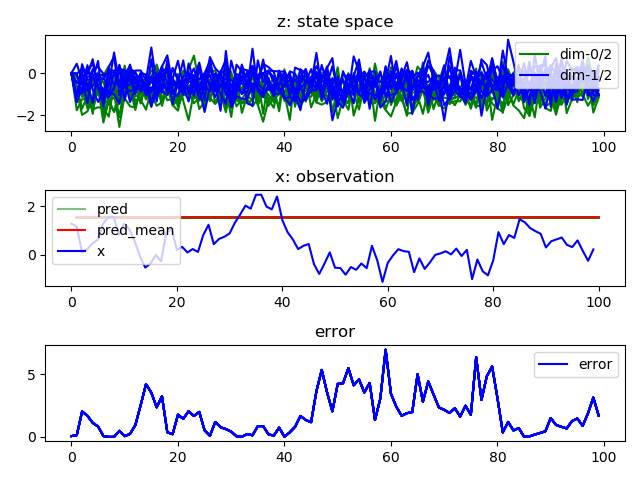 z: state space
0
−2
dim-0/2
dim-1/2
0 20 40 60 80 100
x: observation
2
0
pred
pred_mean
x
0 20 40 60 80 100
error
5
0
error
0 20 40 60 80 100